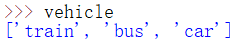 >>> vehicle
['train', 'bus', 'car']